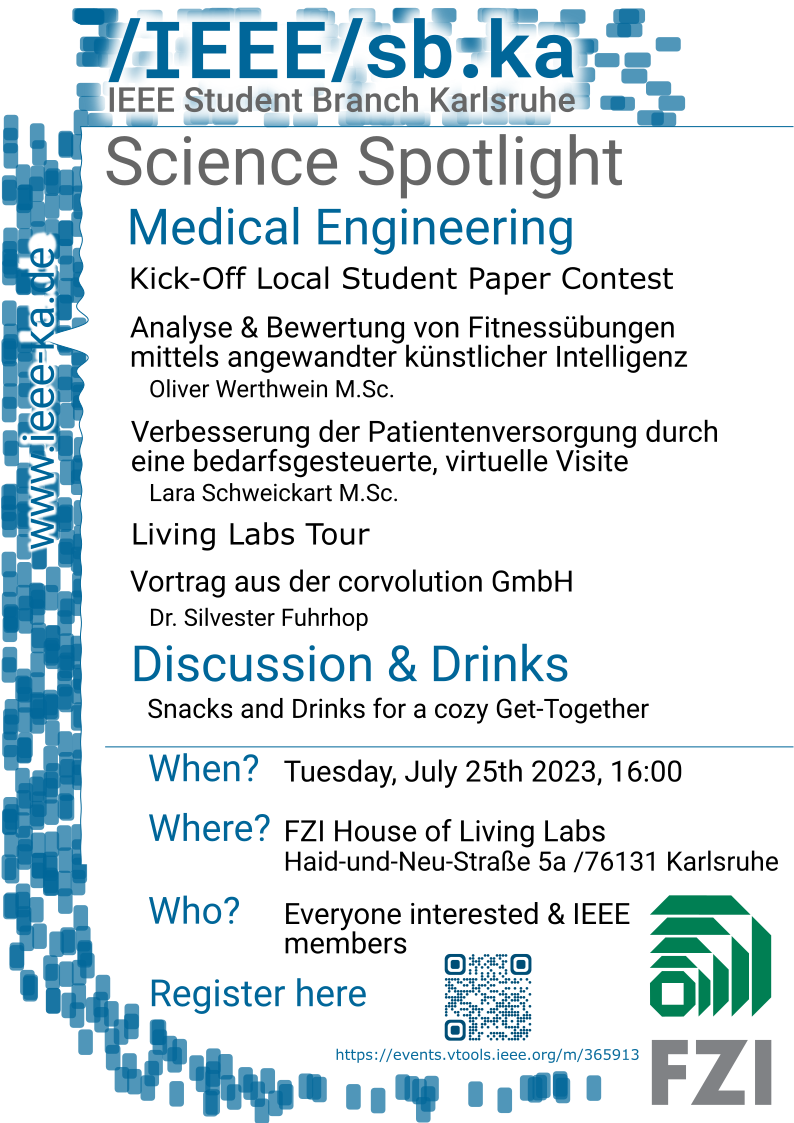 /IEEE/sb.ka
IEEE Student Branch Karlsruhe
www.ieee-ka.de
Science Spotlight
Medical Engineering
Kick-Off Local Student Paper Contest
Analyse & Bewertung von Fitnessübungen
mittels angewandter künstlicher Intelligenz
Oliver Werthwein M.Sc.
Verbesserung der Patientenversorgung durch
eine bedarfsgesteuerte, virtuelle Visite
Lara Schweickart M.Sc.
Living Labs Tour
Vortrag aus der corvolution GmbH
Dr. Silvester Fuhrhop
Discussion & Drinks
Snacks and Drinks for a cozy Get-Together
When? Tuesday, July 25th 2023, 16:00
Where? FZI House of Living Labs
Haid-und-Neu-Straße 5a /76131 Karlsruhe
Who? Everyone interested & IEEE
members
Register here
https://events.vtools.ieee.org/m/365913
FZI